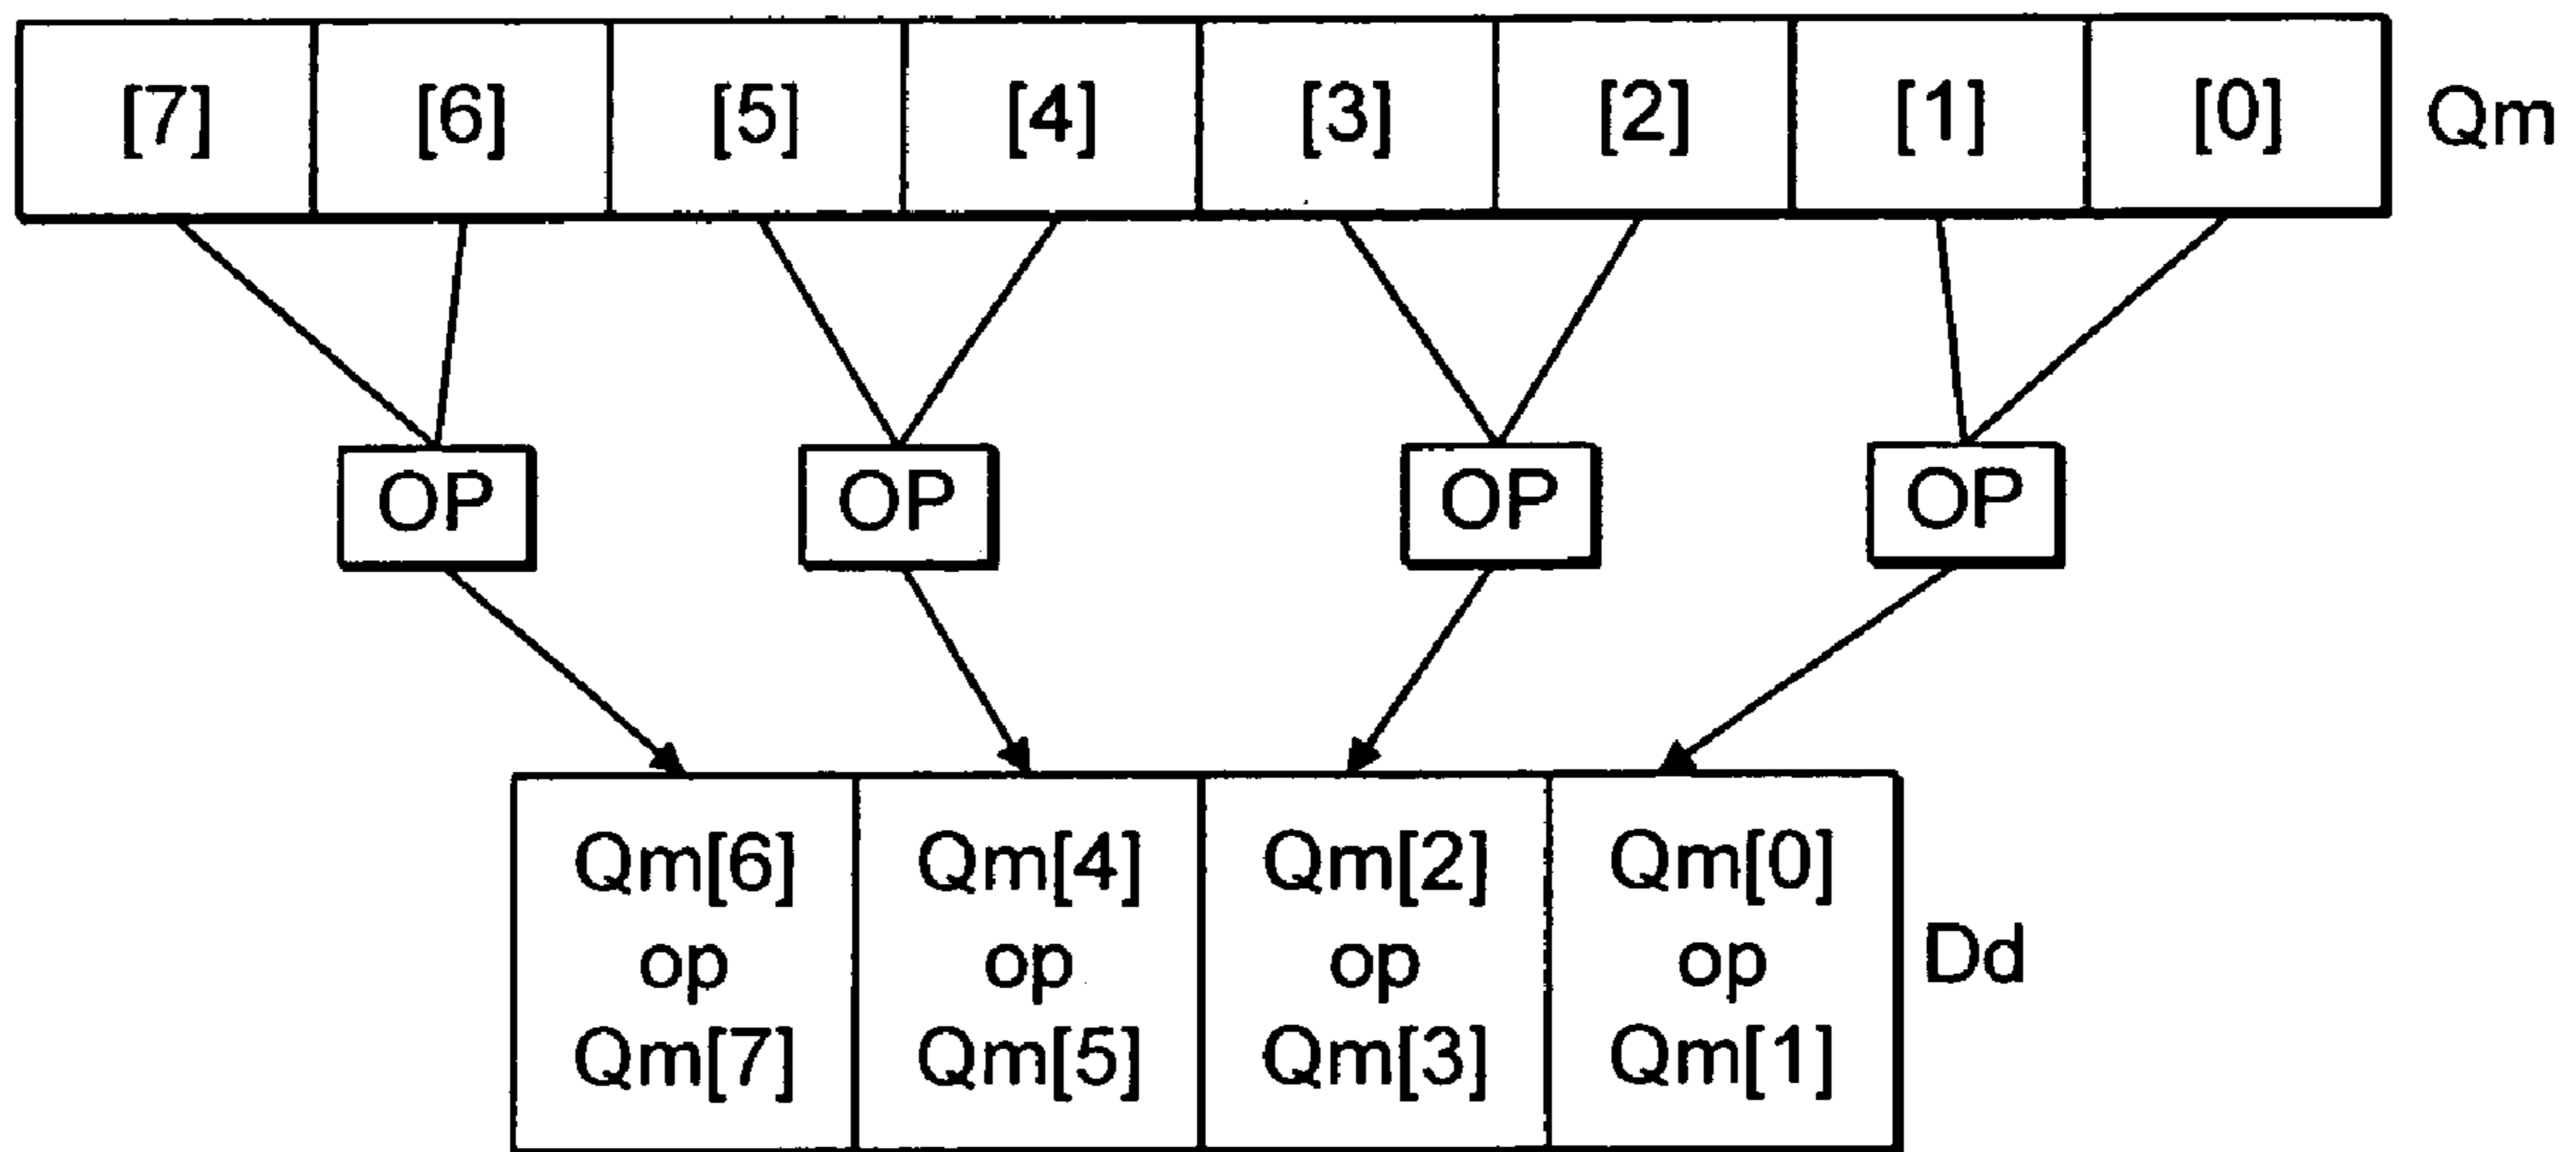 [7] [6] [5] [4] [3] [2] [1] [0] Qm
OP OP OP OP
Qm[6] Qm[4] Qm[2] Qm[0]
op op op op Dd
Qm[7] Qm[5] Qm[3] Qm[1]